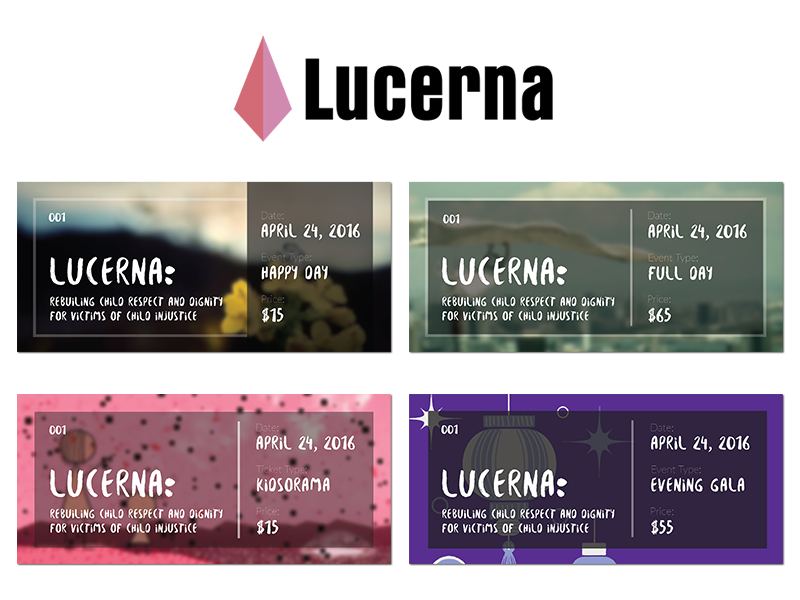 Lucerna
001
LUCERNA:
REBUILING CHILD RESPECT AND DIGNITY
FOR VICTIMS OF CHILD INJUSTICE
Date:
APRIL 24, 2016
Event Type:
HAPPY DAY
Price:
$15
001
LUCERNA:
REBUILING CHILD RESPECT AND DIGNITY
FOR VICTIMS OF CHILD INJUSTICE
Date:
APRIL 24, 2016
Event Type:
FULL DAY
Price:
$65
001
LUCERNA:
REBUILING CHILD RESPECT AND DIGNITY
FOR VICTIMS OF CHILD INJUSTICE
Date:
APRIL 24, 2016
Ticket Type:
KIDSORAMA
Price:
$15
001
LUCERNA:
REBUILING CHILD RESPECT AND DIGNITY
FOR VICTIMS OF CHILD INJUSTICE
Date:
APRIL 24, 2016
Event Type:
EVENING GALA
Price:
$55